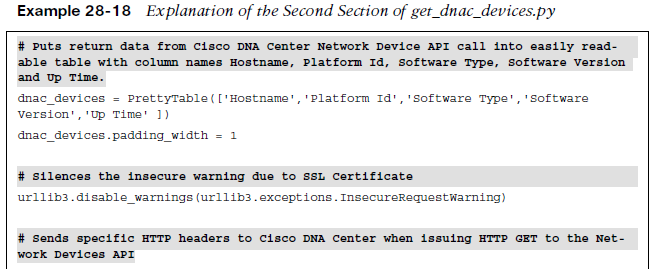 Example 28-18 Explanation of the Second Section of get_dnac_devices.py
# Puts return data from Cisco DNA Center Network Device API call into easily read-
able table with column names Hostname, Platform Id, Software Type, Software Version
and Up Time.
dnac_devices = PrettyTable(['Hostname','Platform Id','Software Type','Software
Version','Up Time' ])
dnac_devices.padding_width = 1
# Silences the insecure warning due to SSL Certificate
urllib3.disable_warnings(urllib3.exceptions.InsecureRequestWarning)
# Sends specific HTTP headers to Cisco DNA Center when issuing HTTP GET to the Net-
work Devices API